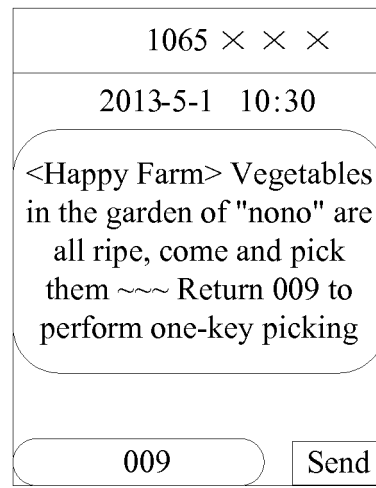 1065 × × ×
2013-5-1 10:30
<Happy Farm> Vegetables
in the garden of "nono" are
all ripe, come and pick
them ~~~ Return 009 to
perform one-key picking
009
Send